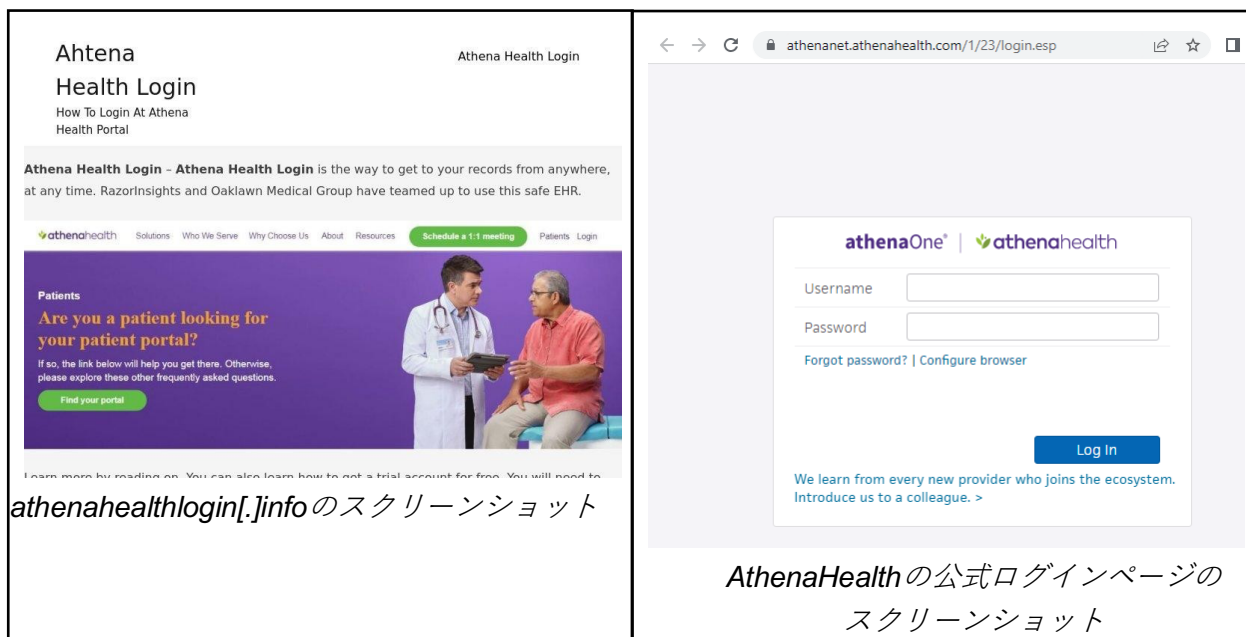 Ahtena
Health Login
How To Login At Athena
Health Portal
Athena Health Login
Athena Health Login – Athena Health Login is the way to get to your records from anywhere,
at any time. RazorInsights and Oaklawn Medical Group have teamed up to use this safe EHR.
athenahealth Solutions Who We Serve Why Choose Us About Resources Schedule a 1:1 meeting Patients Login
Patients
Are you a patient looking for
your patient portal?
If so, the link below will help you get there. Otherwise,
please explore these other frequently asked questions.
Find your portal
Learn more by reading on. You can also learn how to get a trial account for free. You will need to
athenahealthlogin[.]infoのスクリーンショット
athenanet.athenahealth.com/1/23/login.esp
athenaOne® | athenahealth
Username
Password
Forgot password? | Configure browser
Log In
We learn from every new provider who joins the ecosystem.
Introduce us to a colleague. >
AthenaHealthの公式ログインページの
スクリーンショット